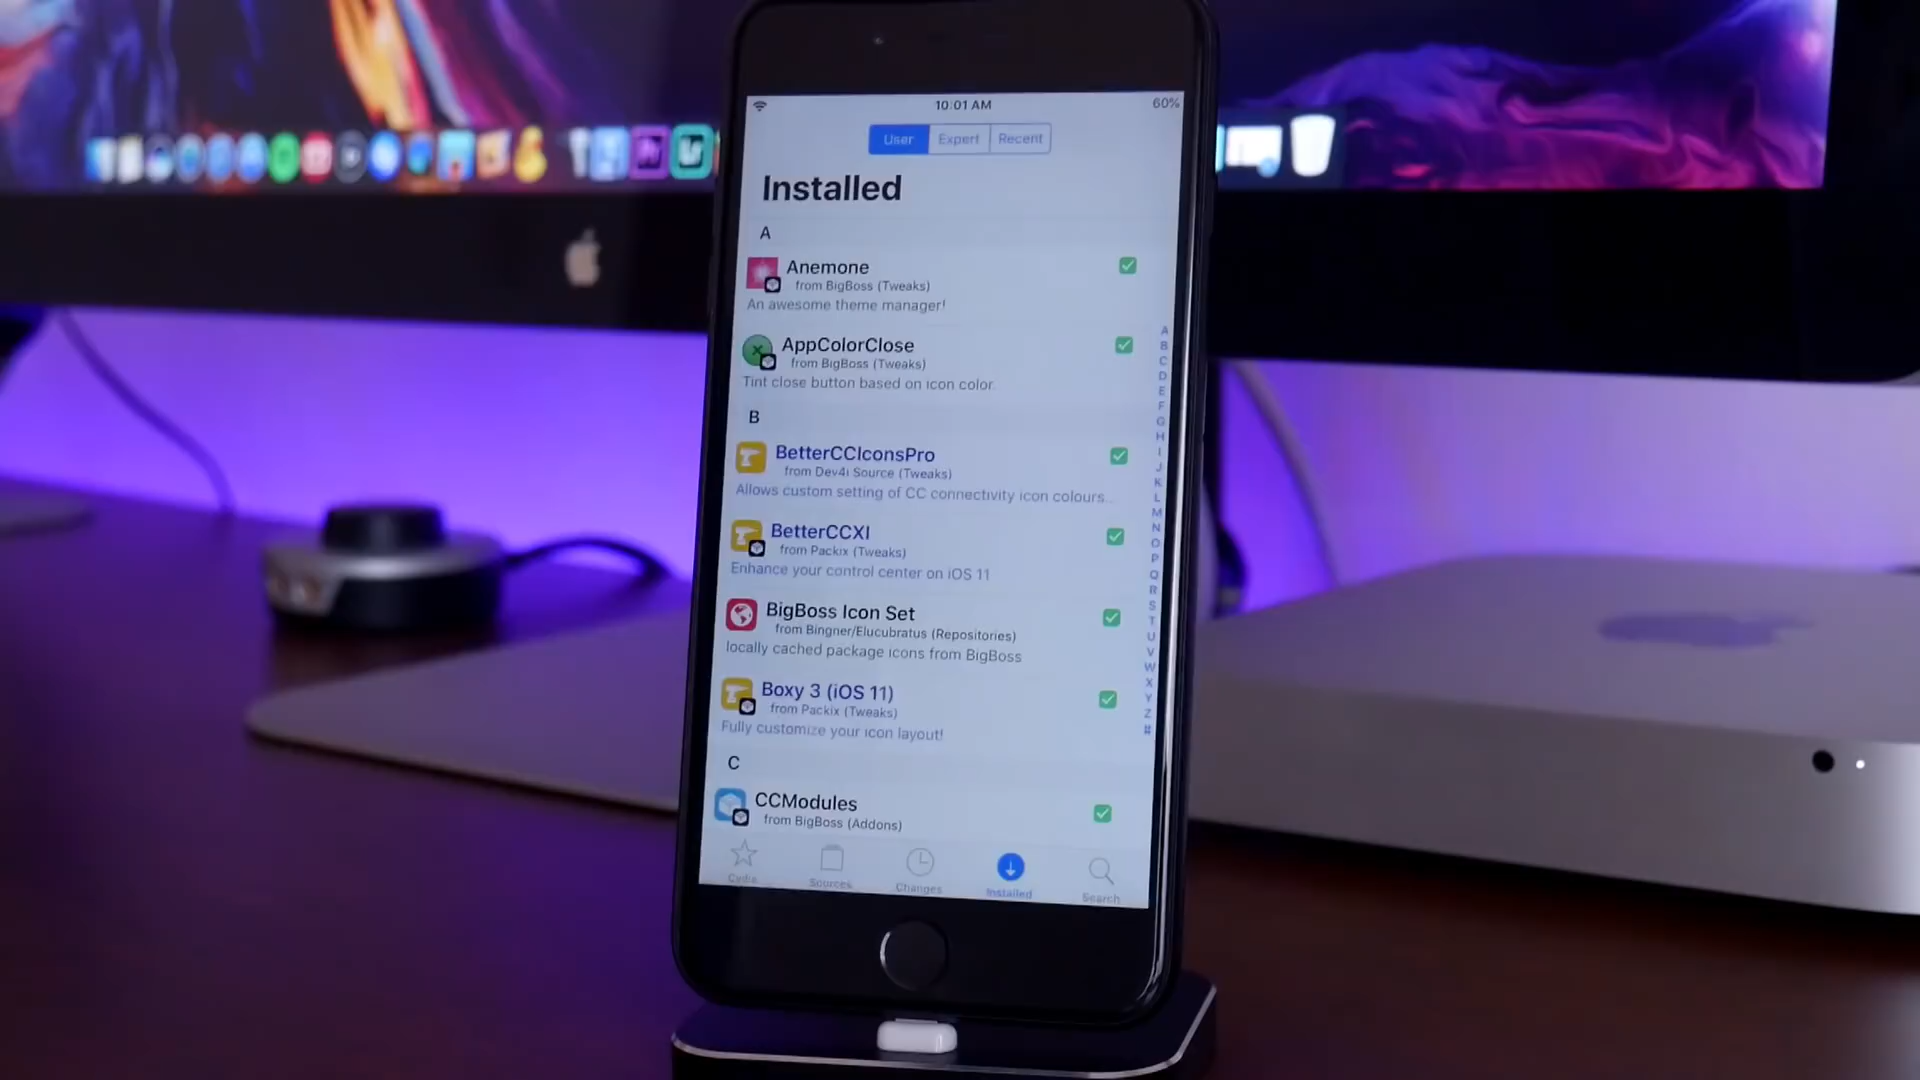 10:01 AM
60%
User
Expert
Recent
Installed
A
Anemone
from BigBoss (Tweaks)
An awesome theme manager!
AppColorClose
from BigBoss (Tweaks)
Tint close button based on icon color.
B
BetterCCIconsPro
from Dev4i Source (Tweaks)
Allows custom setting of CC connectivity icon colours...
BetterCCXI
from Packix (Tweaks)
Enhance your control center on iOS 11
BigBoss Icon Set
from Bingner/Elucubratus (Repositories)
locally cached package icons from BigBoss
Boxy 3 (iOS 11)
from Packix (Tweaks)
Fully customize your icon layout!
C
CCModules
from BigBoss (Addons)
A
B
C
D
E
F
G
H
I
J
K
L
M
N
O
P
Q
R
S
T
U
V
W
X
Y
Z
#
Cydia
Sources
Changes
Installed
Search